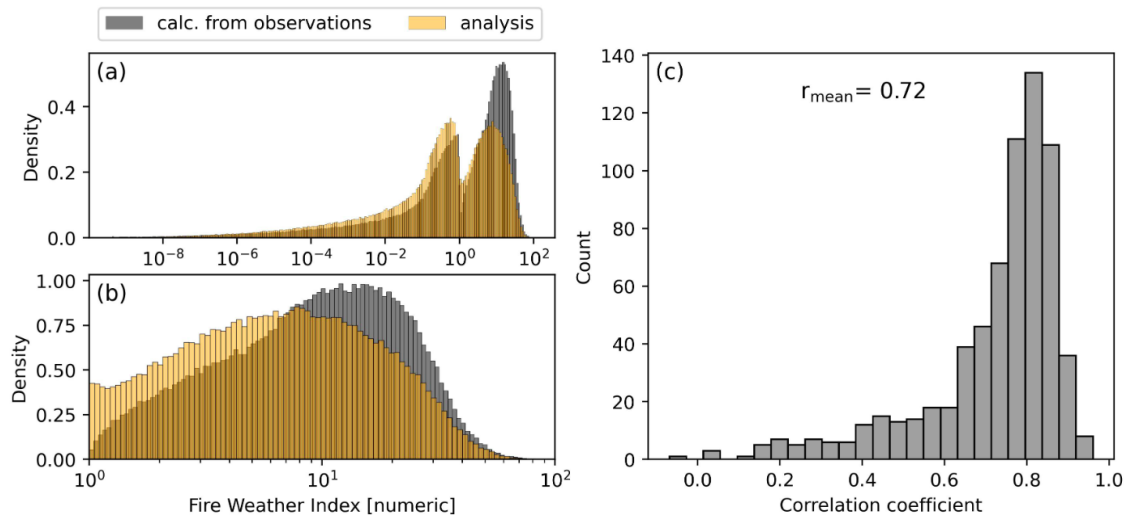 calc. from observations analysis
(a)
Density
0.0 0.2 0.4
10⁻⁸ 10⁻⁶ 10⁻⁴ 10⁻² 10⁰ 10²
(b)
Density
0.00 0.25 0.50 0.75 1.00
10⁰ 10¹ 10²
Fire Weather Index [numeric]
(c)
r_mean= 0.72
Count
0 20 40 60 80 100 120 140
0.0 0.2 0.4 0.6 0.8 1.0
Correlation coefficient